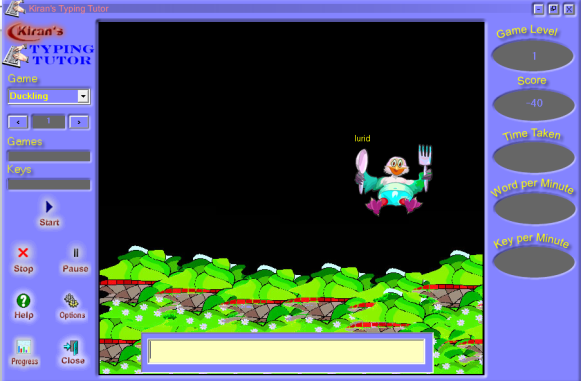 Kiran's Typing Tutor
Kiran's
TYPING
TUTOR
Game
Duckling
< 1 >
Games
Keys
Start
Stop Pause
Help Options
Progress Close
lurid
Game Level
1
Score
-40
Time Taken
Word per Minute
Key per Minute